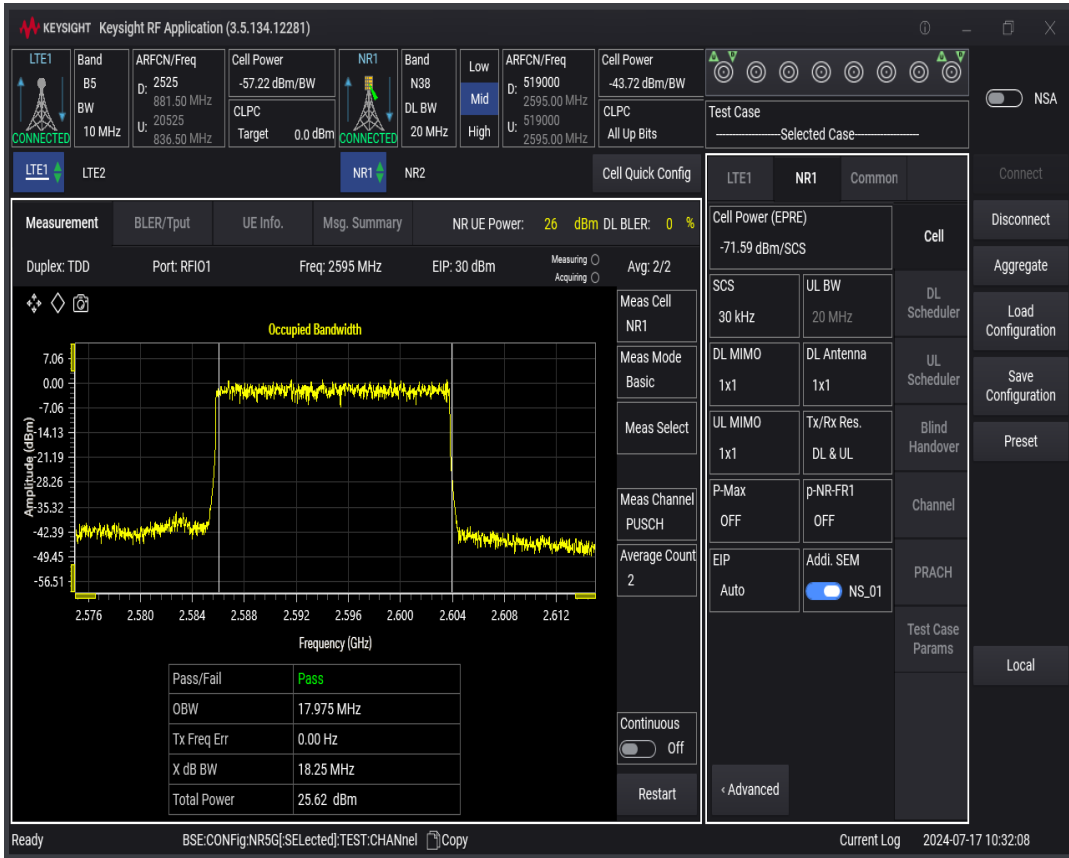 KEYSIGHT Keysight RF Application (3.5.134.12281)
LTE1
CONNECTED
Band
B5
BW
10 MHz
ARFCN/Freq
D: 2525
881.50 MHz
U: 20525
836.50 MHz
Cell Power
-57.22 dBm/BW
CLPC
Target 0.0 dBm
NR1
CONNECTED
Band
N38
DL BW
20 MHz
Low
Mid
High
ARFCN/Freq
D: 519000
2595.00 MHz
U: 519000
2595.00 MHz
Cell Power
-43.72 dBm/BW
CLPC
All Up Bits
Test Case
--------------------Selected Case--------------------
NSA
LTE1 LTE2 NR1 NR2 Cell Quick Config
Measurement BLER/Tput UE Info. Msg. Summary NR UE Power: 26 dBm DL BLER: 0 %
Duplex: TDD Port: RFIO1 Freq: 2595 MHz EIP: 30 dBm Measuring Avg: 2/2
Acquiring
Occupied Bandwidth
Amplitude (dBm)
7.06
0.00
-7.06
-14.13
-21.19
-28.26
-35.32
-42.39
-49.45
-56.51
2.576 2.580 2.584 2.588 2.592 2.596 2.600 2.604 2.608 2.612
Frequency (GHz)
Pass/Fail Pass
OBW 17.975 MHz
Tx Freq Err 0.00 Hz
X dB BW 18.25 MHz
Total Power 25.62 dBm
Meas Cell
NR1
Meas Mode
Basic
Meas Select
Meas Channel
PUSCH
Average Count
2
Continuous
Off
Restart
LTE1 NR1 Common
Cell Power (EPRE)
-71.59 dBm/SCS
SCS
30 kHz
UL BW
20 MHz
DL MIMO
1x1
DL Antenna
1x1
UL MIMO
1x1
Tx/Rx Res.
DL & UL
P-Max
OFF
p-NR-FR1
OFF
EIP
Auto
Addi. SEM
NS_01
‹ Advanced
Cell
DL
Scheduler
UL
Scheduler
Blind
Handover
Channel
PRACH
Test Case
Params
Connect
Disconnect
Aggregate
Load
Configuration
Save
Configuration
Preset
Local
Ready BSE:CONFig:NR5G[:SELected]:TEST:CHANnel Copy Current Log 2024-07-17 10:32:08